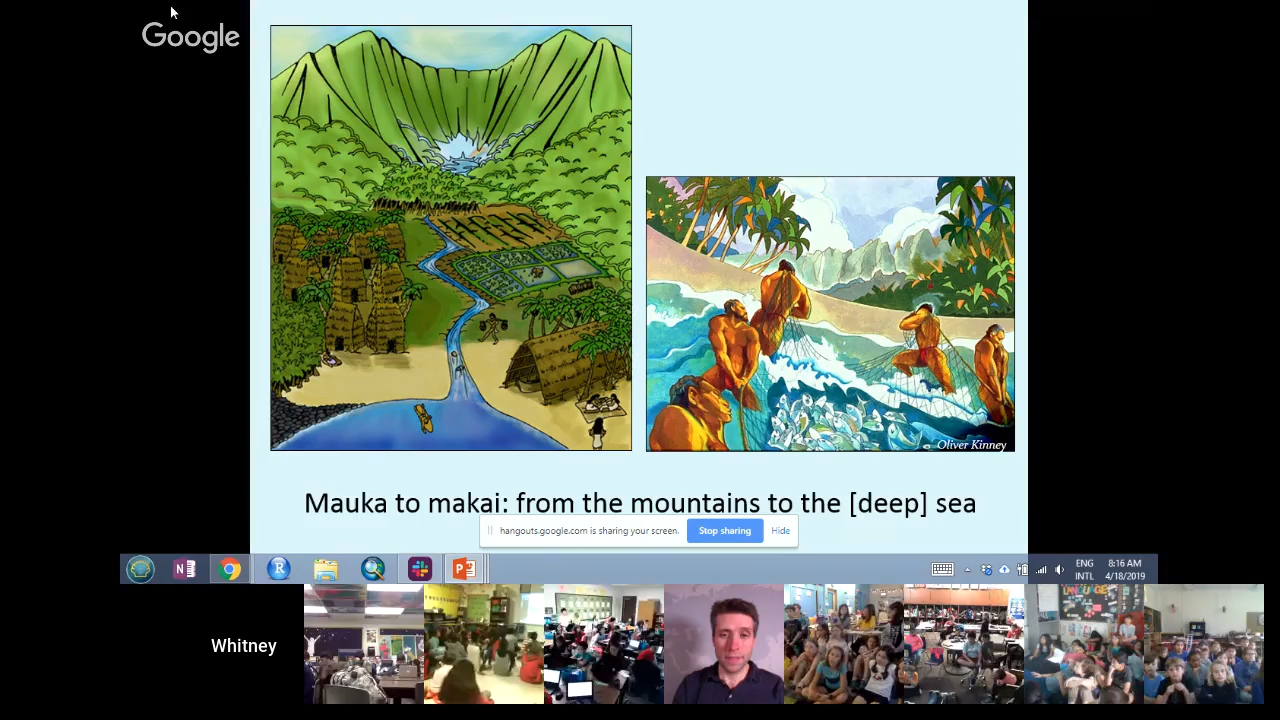 Google
Oliver Kinney
Mauka to makai: from the mountains to the [deep] sea
hangouts.google.com is sharing your screen.
Stop sharing
Hide
ENG
INTL
8:16 AM
4/18/2019
Whitney
LANGUAGE